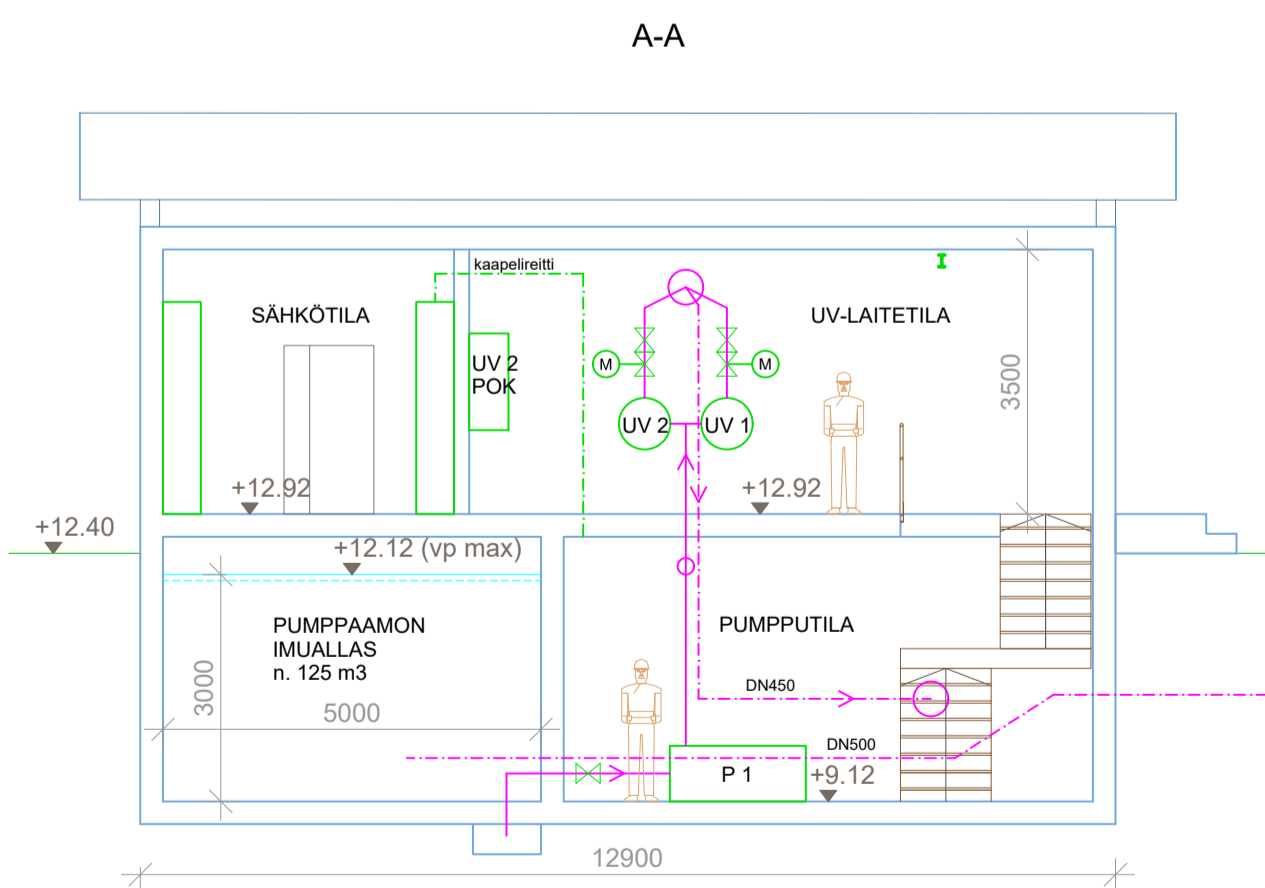 A-A
kaapelireitti
SÄHKÖTILA
UV-LAITETILA
UV 2
POK
M
M
3500
UV 2
UV 1
+12.92
+12.92
+12.40
+12.12 (vp max)
PUMPPAAMON
IMUALLAS
n. 125 m3
PUMPPUTILA
3000
5000
DN450
DN500
P 1
+9.12
12900